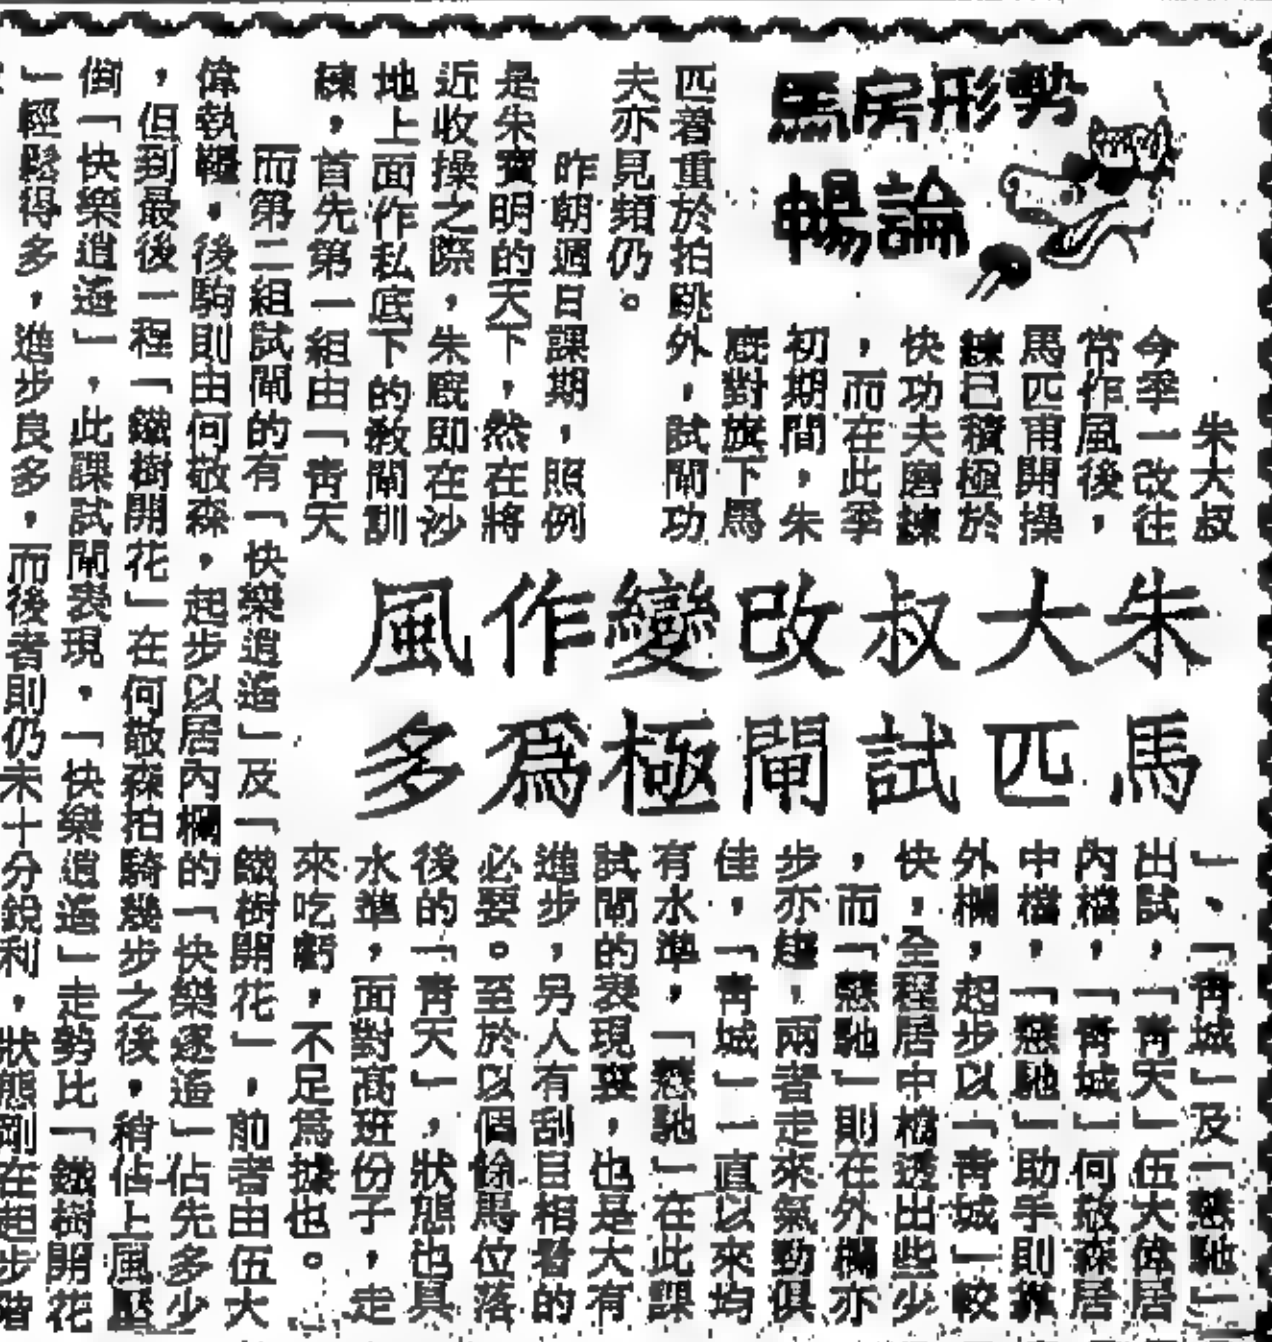 馬房形勢
暢論
朱大叔改變作風
馬匹試閘極為多
朱大叔
今季一改往
常作風後，
馬匹甫開操
練已積極於
快功夫磨練
，而在此季
初期間，朱
廐對旗下馬
匹着重於拍跳外，試閘功
夫亦見頻仍。
昨朝週日課期，照例
是朱寶明的天下，然在將
近收操之際，朱廐即在沙
地上面作私底下的教閘訓
練，首先第一組由「青天
」、「青城」及「馳」
出試，「青天」伍大偉居
內檔，「青城」何敬森居
中檔，「馳」助手則
外欄，起步以「青城」較
快，全程居中檔透出些少
，而「馳」則在外欄亦
步亦趨，兩者走來氣勁俱
佳，「青城」一直以來均
有水準，「馳」在此課
試閘的表現，也是大有
進步，另人有刮目相看的
必要。至於以個餘馬位落
後的「青天」，狀態也具
水準，面對高班份子，走
來吃虧，不足為據也。
而第二組試閘的有「快樂逍遙」及「鐵樹開花」，前者由伍大
偉執韁，後駒則由何敬森，起步以居內欄的「快樂逐遙」佔先多少
，但到最後一程「鐵樹開花」在何敬森拍騎幾步之後，稍佔上風壓
倒「快樂逍遙」，此課試閘表現，「快樂逍遙」走勢比「鐵樹開花
」輕鬆得多，進步良多，而後者則仍未十分銳利，狀態剛在起步階